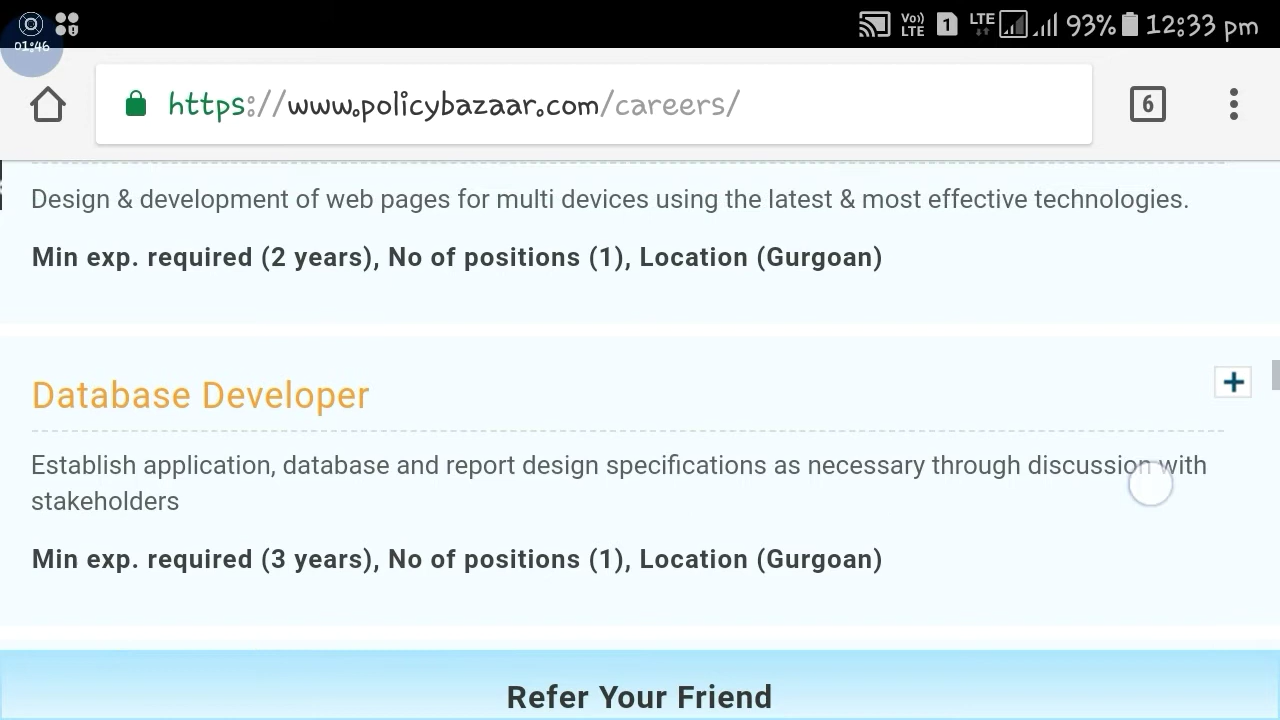 01:46
Vo)) LTE 1 LTE 93% 12:33 pm
https://www.policybazaar.com/careers/
6
Design & development of web pages for multi devices using the latest & most effective technologies.
Min exp. required (2 years), No of positions (1), Location (Gurgoan)
Database Developer
+
Establish application, database and report design specifications as necessary through discussion with
stakeholders
Min exp. required (3 years), No of positions (1), Location (Gurgoan)
Refer Your Friend